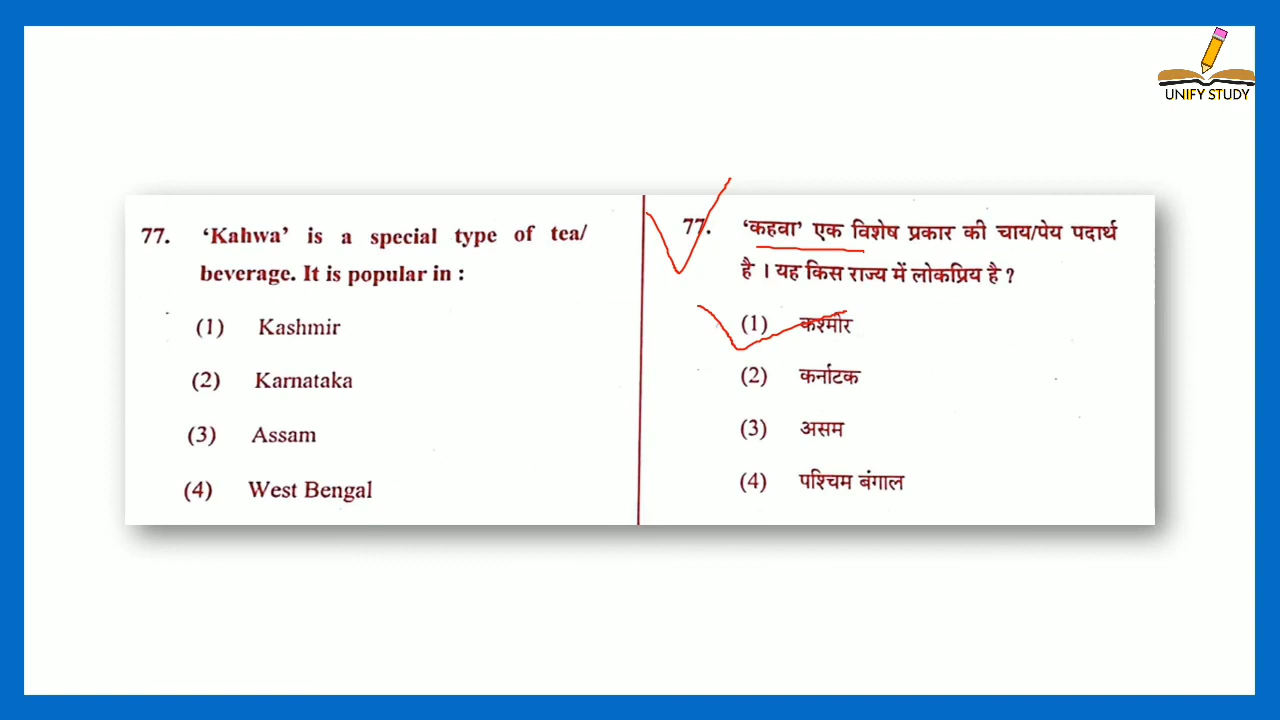 UNIFY STUDY
77. ‘Kahwa’ is a special type of tea/
beverage. It is popular in :
(1) Kashmir
(2) Karnataka
(3) Assam
(4) West Bengal
77. ‘कहवा’ एक विशेष प्रकार की चाय/पेय पदार्थ
है । यह किस राज्य में लोकप्रिय है ?
(1) कश्मीर
(2) कर्नाटक
(3) असम
(4) पश्चिम बंगाल